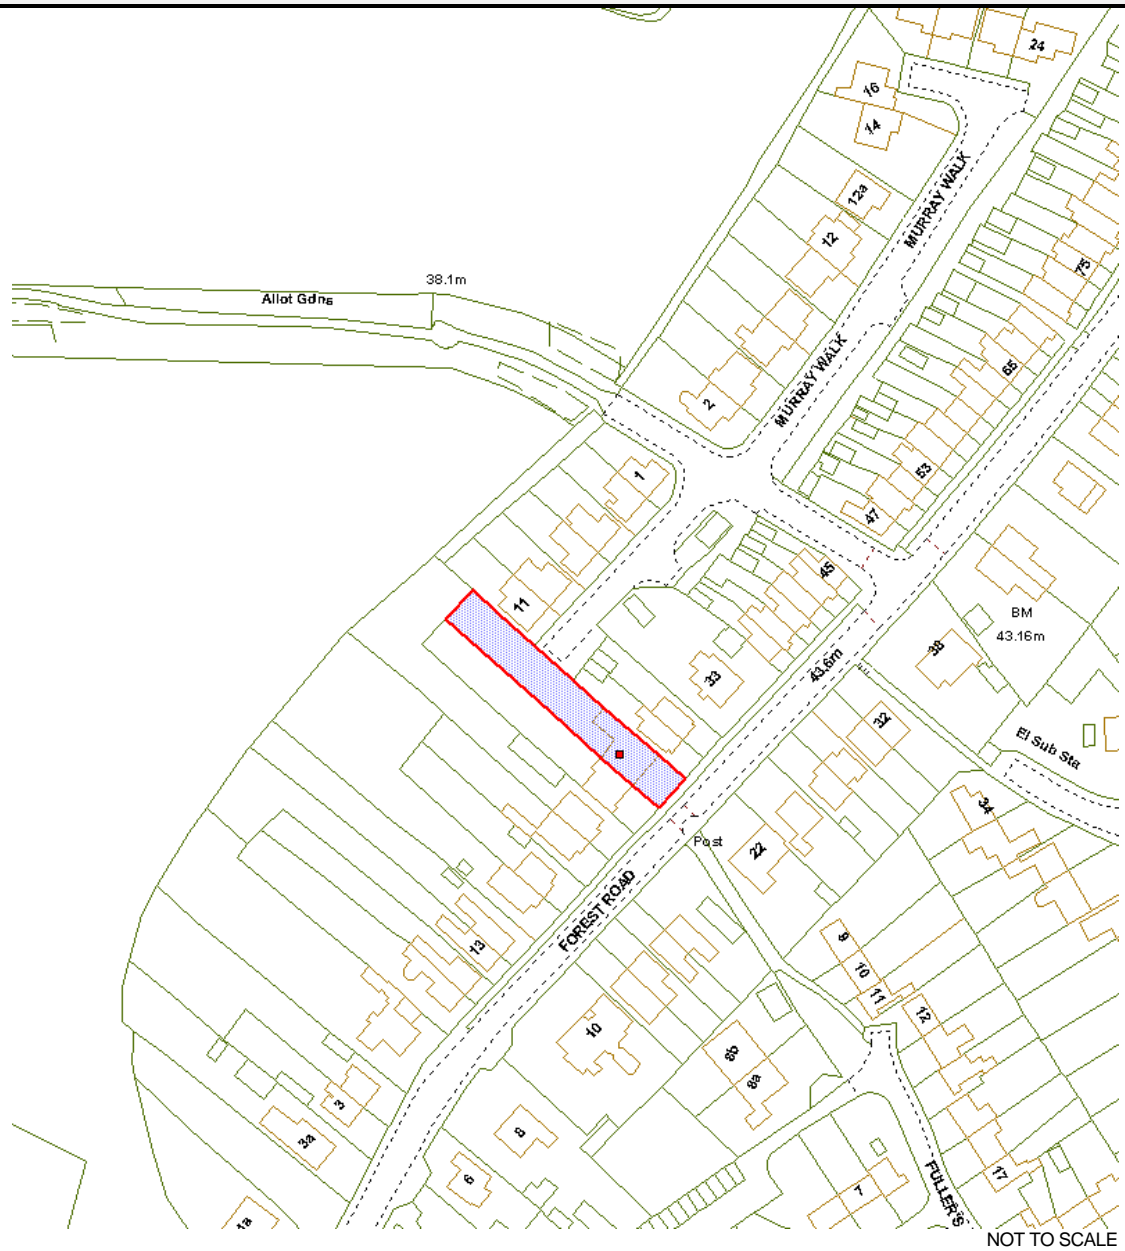 24
16
14
MURRAY WALK
12a
12
75
38.1m
Allot Gdns
MURRAY WALK
65
2
53
1
47
45
11
BM
43.16m
38
33
43.6m
32
El Sub Sta
34
Post
22
FOREST ROAD
13
9
10
11
12
10
8b
8a
3
3a
8
6
7
17
FULLER'S
NOT TO SCALE